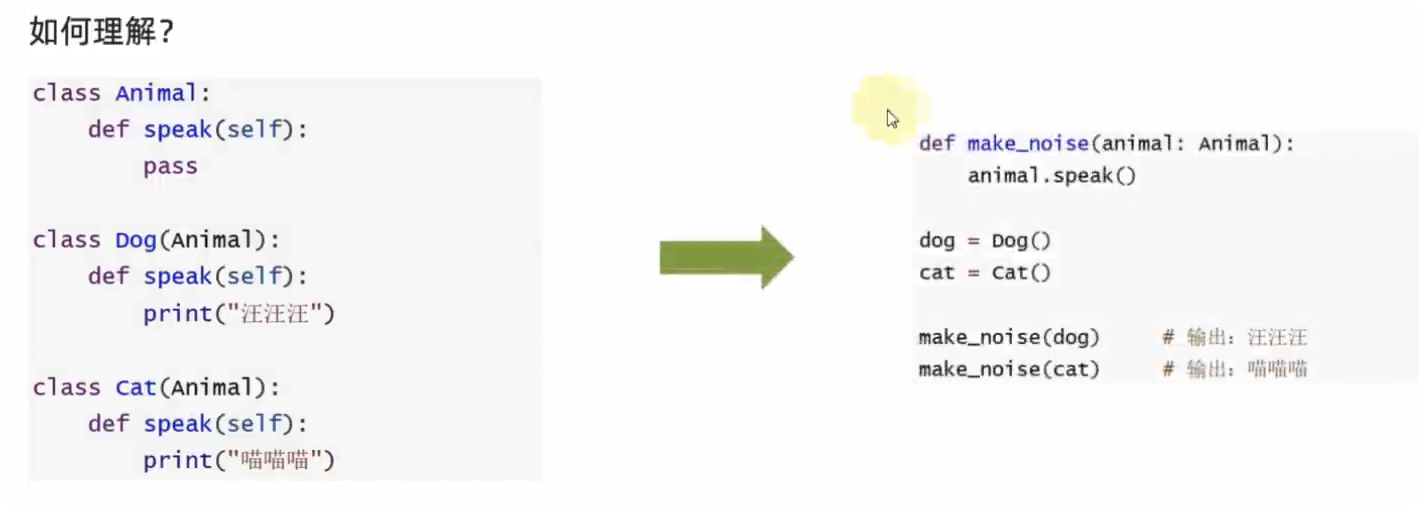 如何理解？
class Animal:
    def speak(self):
        pass
class Dog(Animal):
    def speak(self):
        print("汪汪汪")
class Cat(Animal):
    def speak(self):
        print("喵喵喵")
def make_noise(animal: Animal):
    animal.speak()
dog = Dog()
cat = Cat()
make_noise(dog)     # 输出：汪汪汪
make_noise(cat)     # 输出：喵喵喵